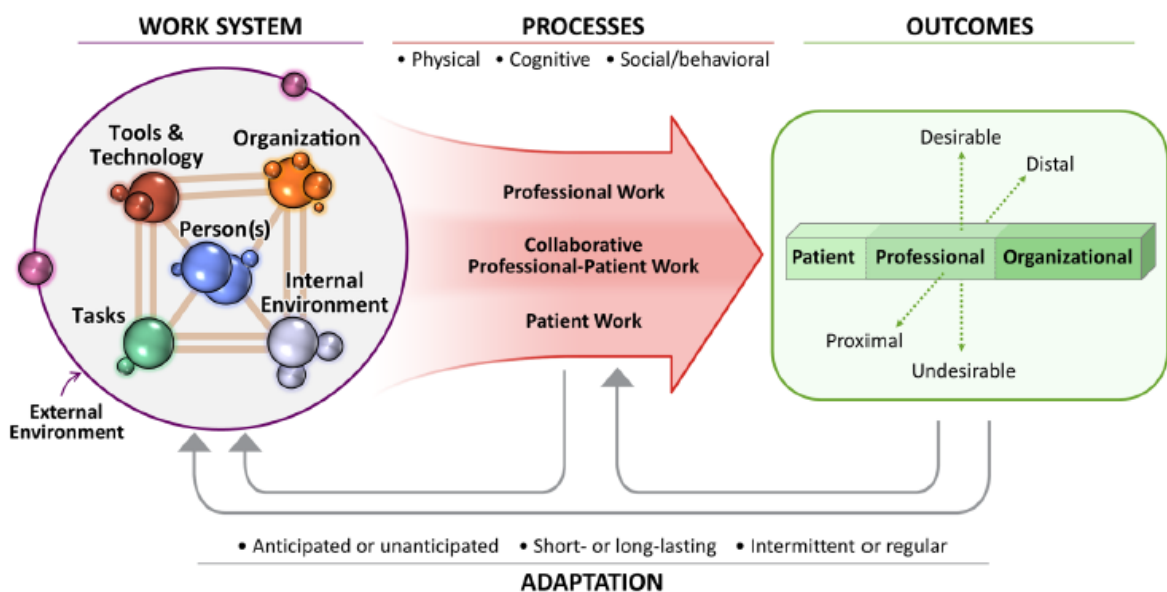 WORK SYSTEM
PROCESSES
OUTCOMES
• Physical • Cognitive • Social/behavioral
Tools &
Technology
Organization
Person(s)
Internal
Environment
Tasks
External
Environment
Professional Work
Collaborative
Professional-Patient Work
Patient Work
Desirable
Distal
Patient
Professional
Organizational
Proximal
Undesirable
• Anticipated or unanticipated • Short- or long-lasting • Intermittent or regular
ADAPTATION